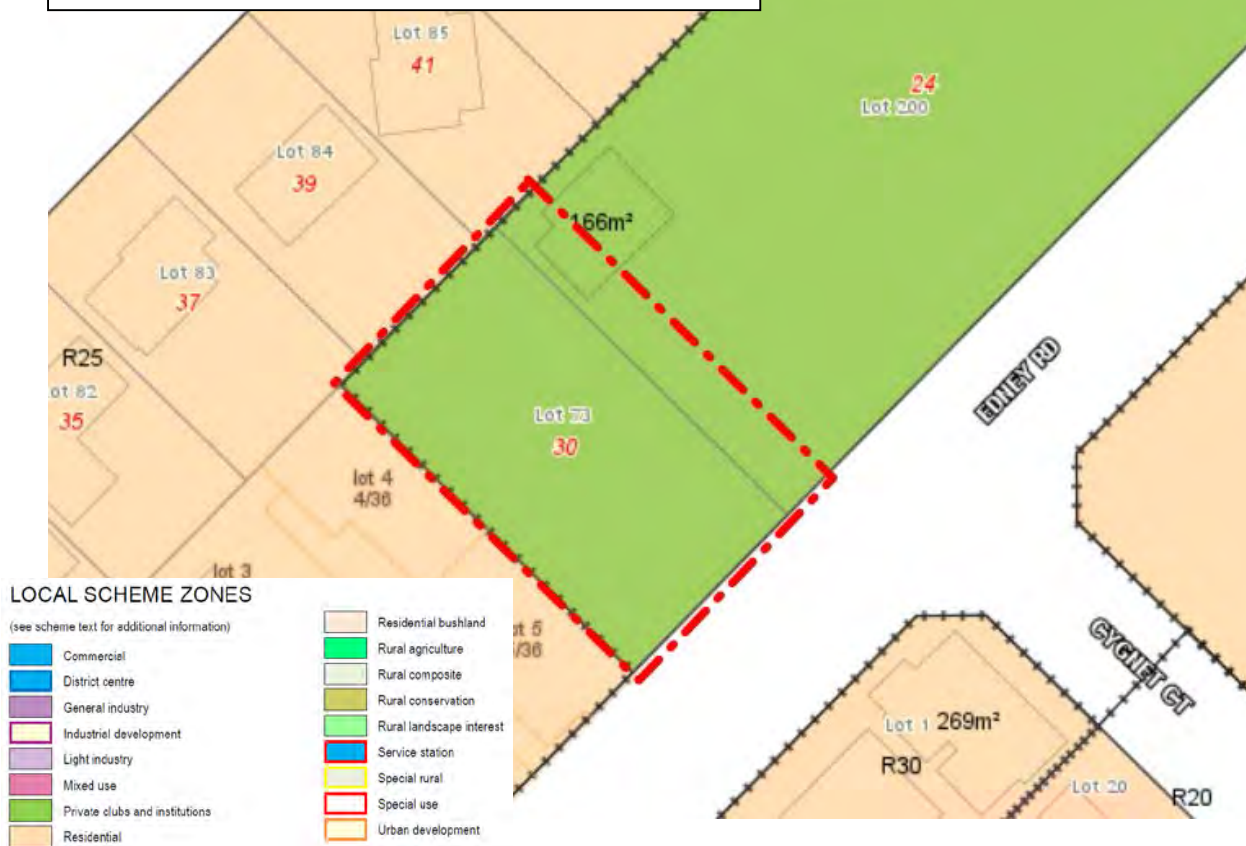 Lot 85
41
24
Lot 200
Lot 84
39
166m²
Lot 83
37
R25
ot 82
35
EDNEY RD
Lot 73
30
lot 4
4/36
lot 3
ot 5
/36
CYGNET CT
Lot 1 269m²
R30
Lot 20
R20
LOCAL SCHEME ZONES
(see scheme text for additional information)
Commercial
District centre
General industry
Industrial development
Light industry
Mixed use
Private clubs and institutions
Residential
Residential bushland
Rural agriculture
Rural composite
Rural conservation
Rural landscape interest
Service station
Special rural
Special use
Urban development